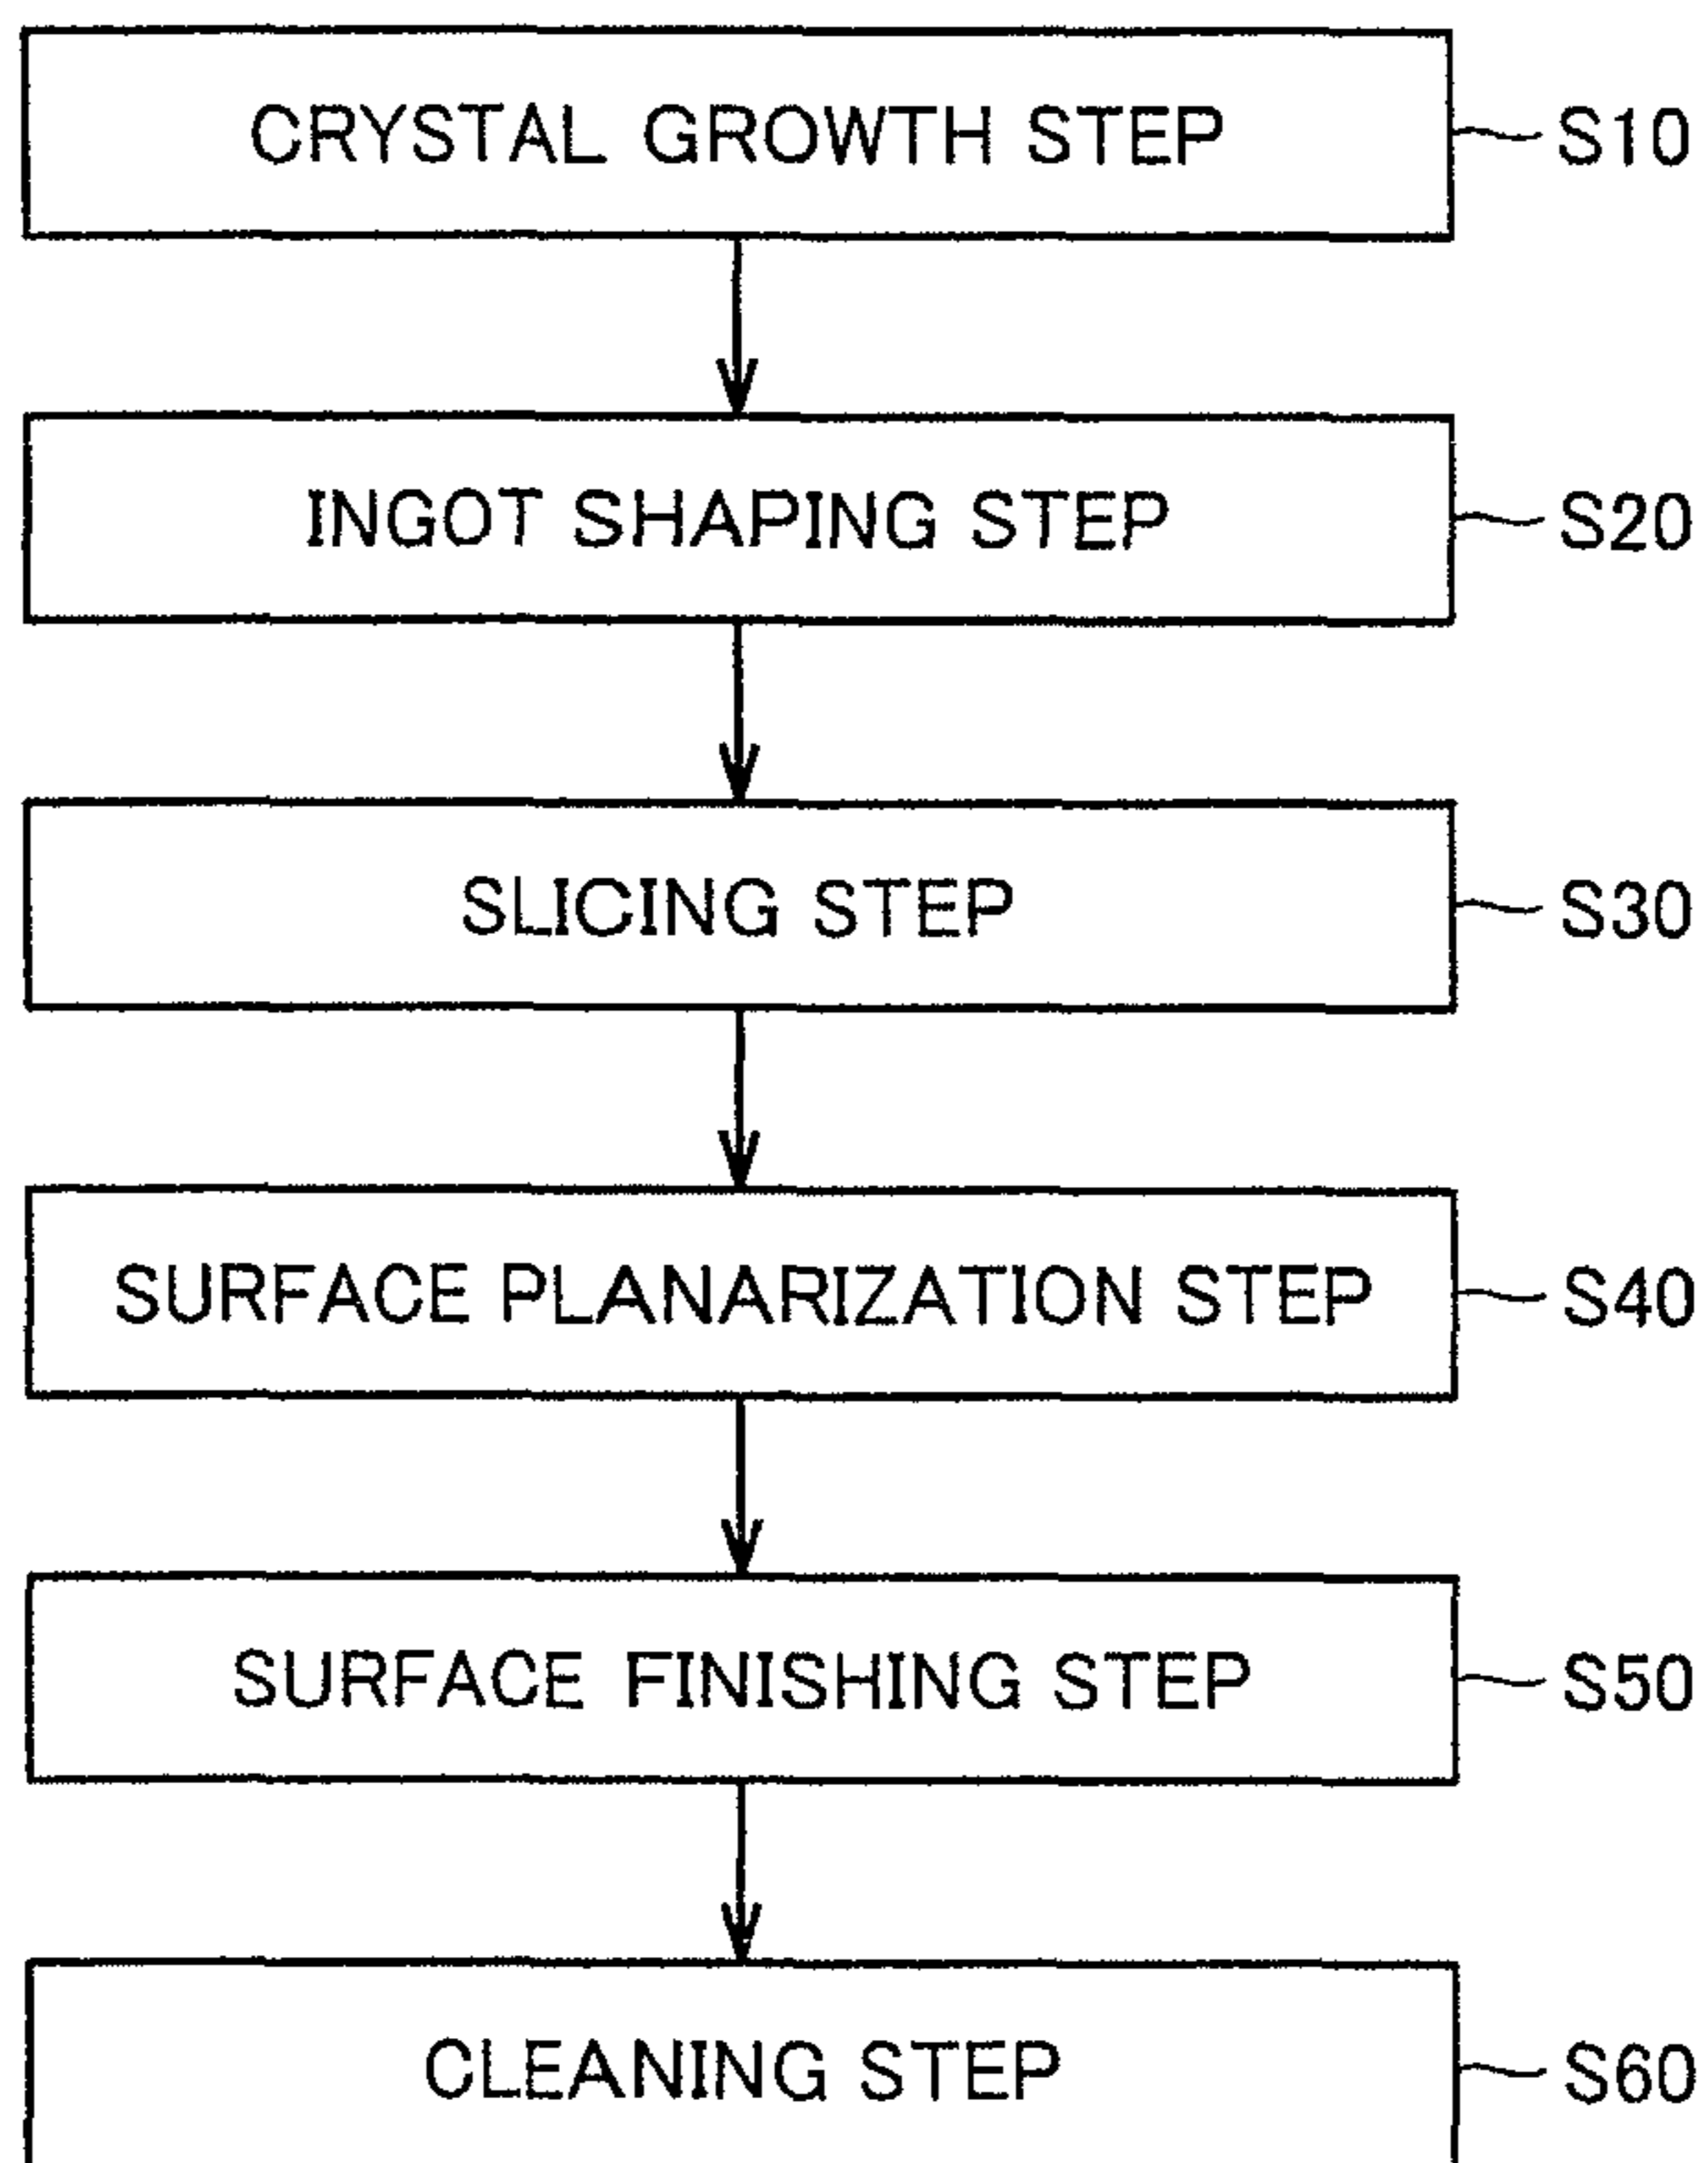 CRYSTAL GROWTH STEP S10
INGOT SHAPING STEP S20
SLICING STEP S30
SURFACE PLANARIZATION STEP S40
SURFACE FINISHING STEP S50
CLEANING STEP S60